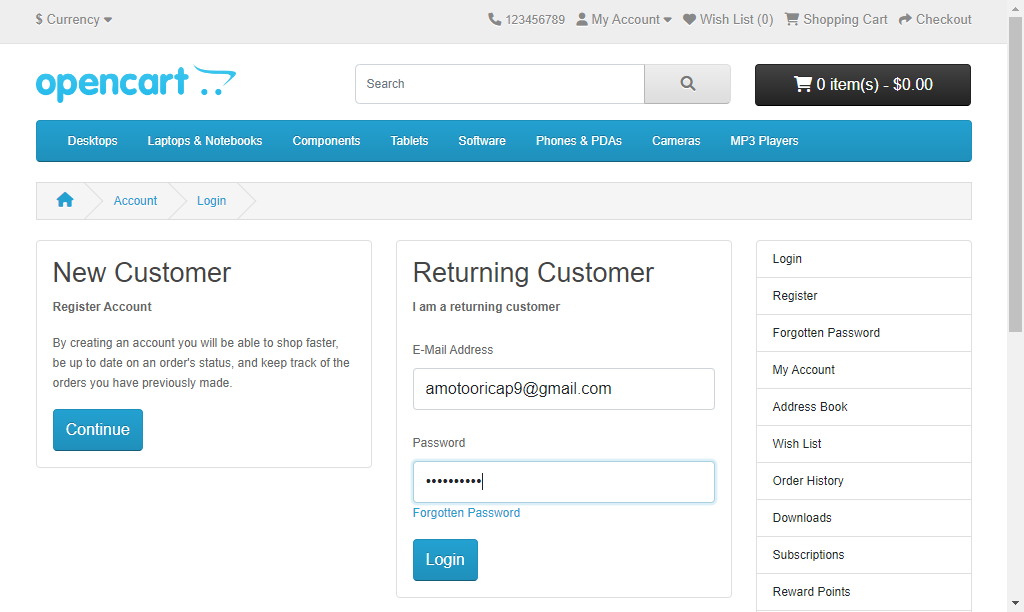 $ Currency
123456789 My Account Wish List (0) Shopping Cart Checkout
opencart
Search
0 item(s) - $0.00
Desktops Laptops & Notebooks Components Tablets Software Phones & PDAs Cameras MP3 Players
Account Login
New Customer
Register Account
By creating an account you will be able to shop faster,
be up to date on an order's status, and keep track of the
orders you have previously made.
Continue
Returning Customer
I am a returning customer
E-Mail Address
amotooricap9@gmail.com
Password
••••••••••
Forgotten Password
Login
Login
Register
Forgotten Password
My Account
Address Book
Wish List
Order History
Downloads
Subscriptions
Reward Points